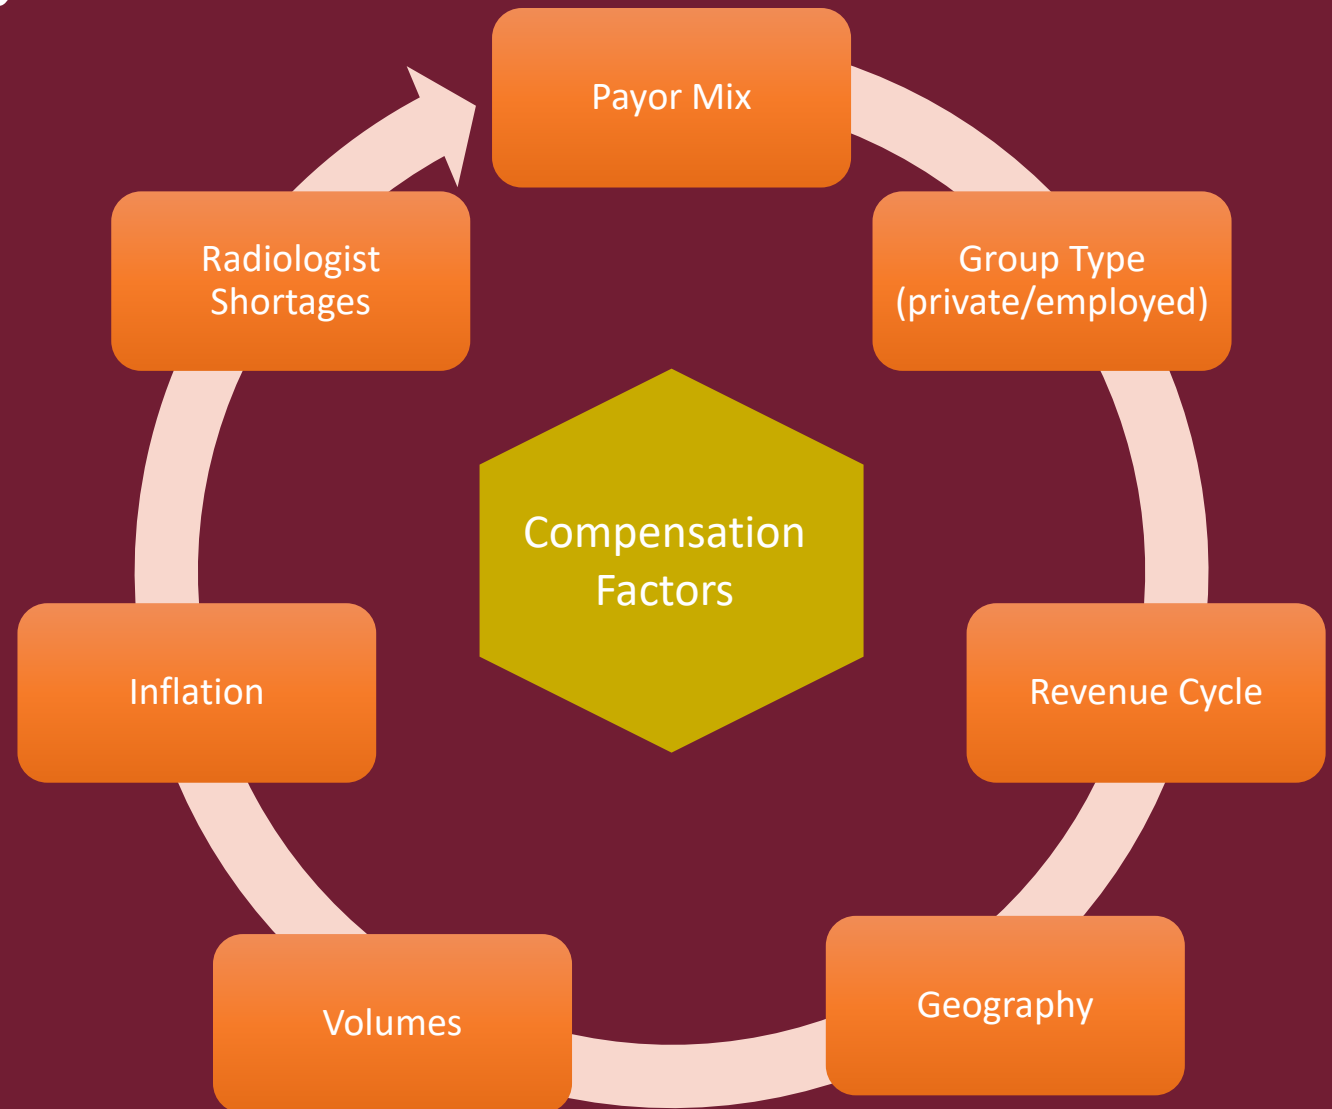 Payor Mix
Group Type
(private/employed)
Revenue Cycle
Geography
Volumes
Inflation
Radiologist
Shortages
Compensation
Factors